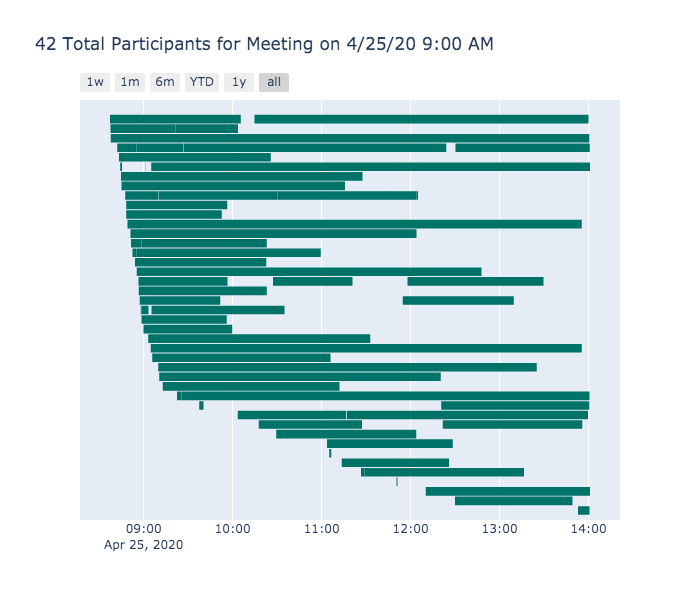 42 Total Participants for Meeting on 4/25/20 9:00 AM
1w 1m 6m YTD 1y all
09:00 10:00 11:00 12:00 13:00 14:00
Apr 25, 2020